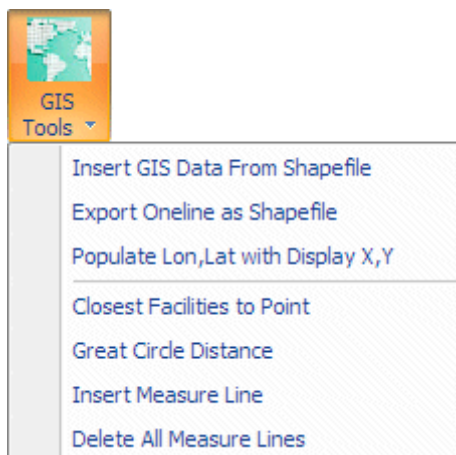 GIS
Tools
Insert GIS Data From Shapefile
Export Oneline as Shapefile
Populate Lon,Lat with Display X,Y
Closest Facilities to Point
Great Circle Distance
Insert Measure Line
Delete All Measure Lines